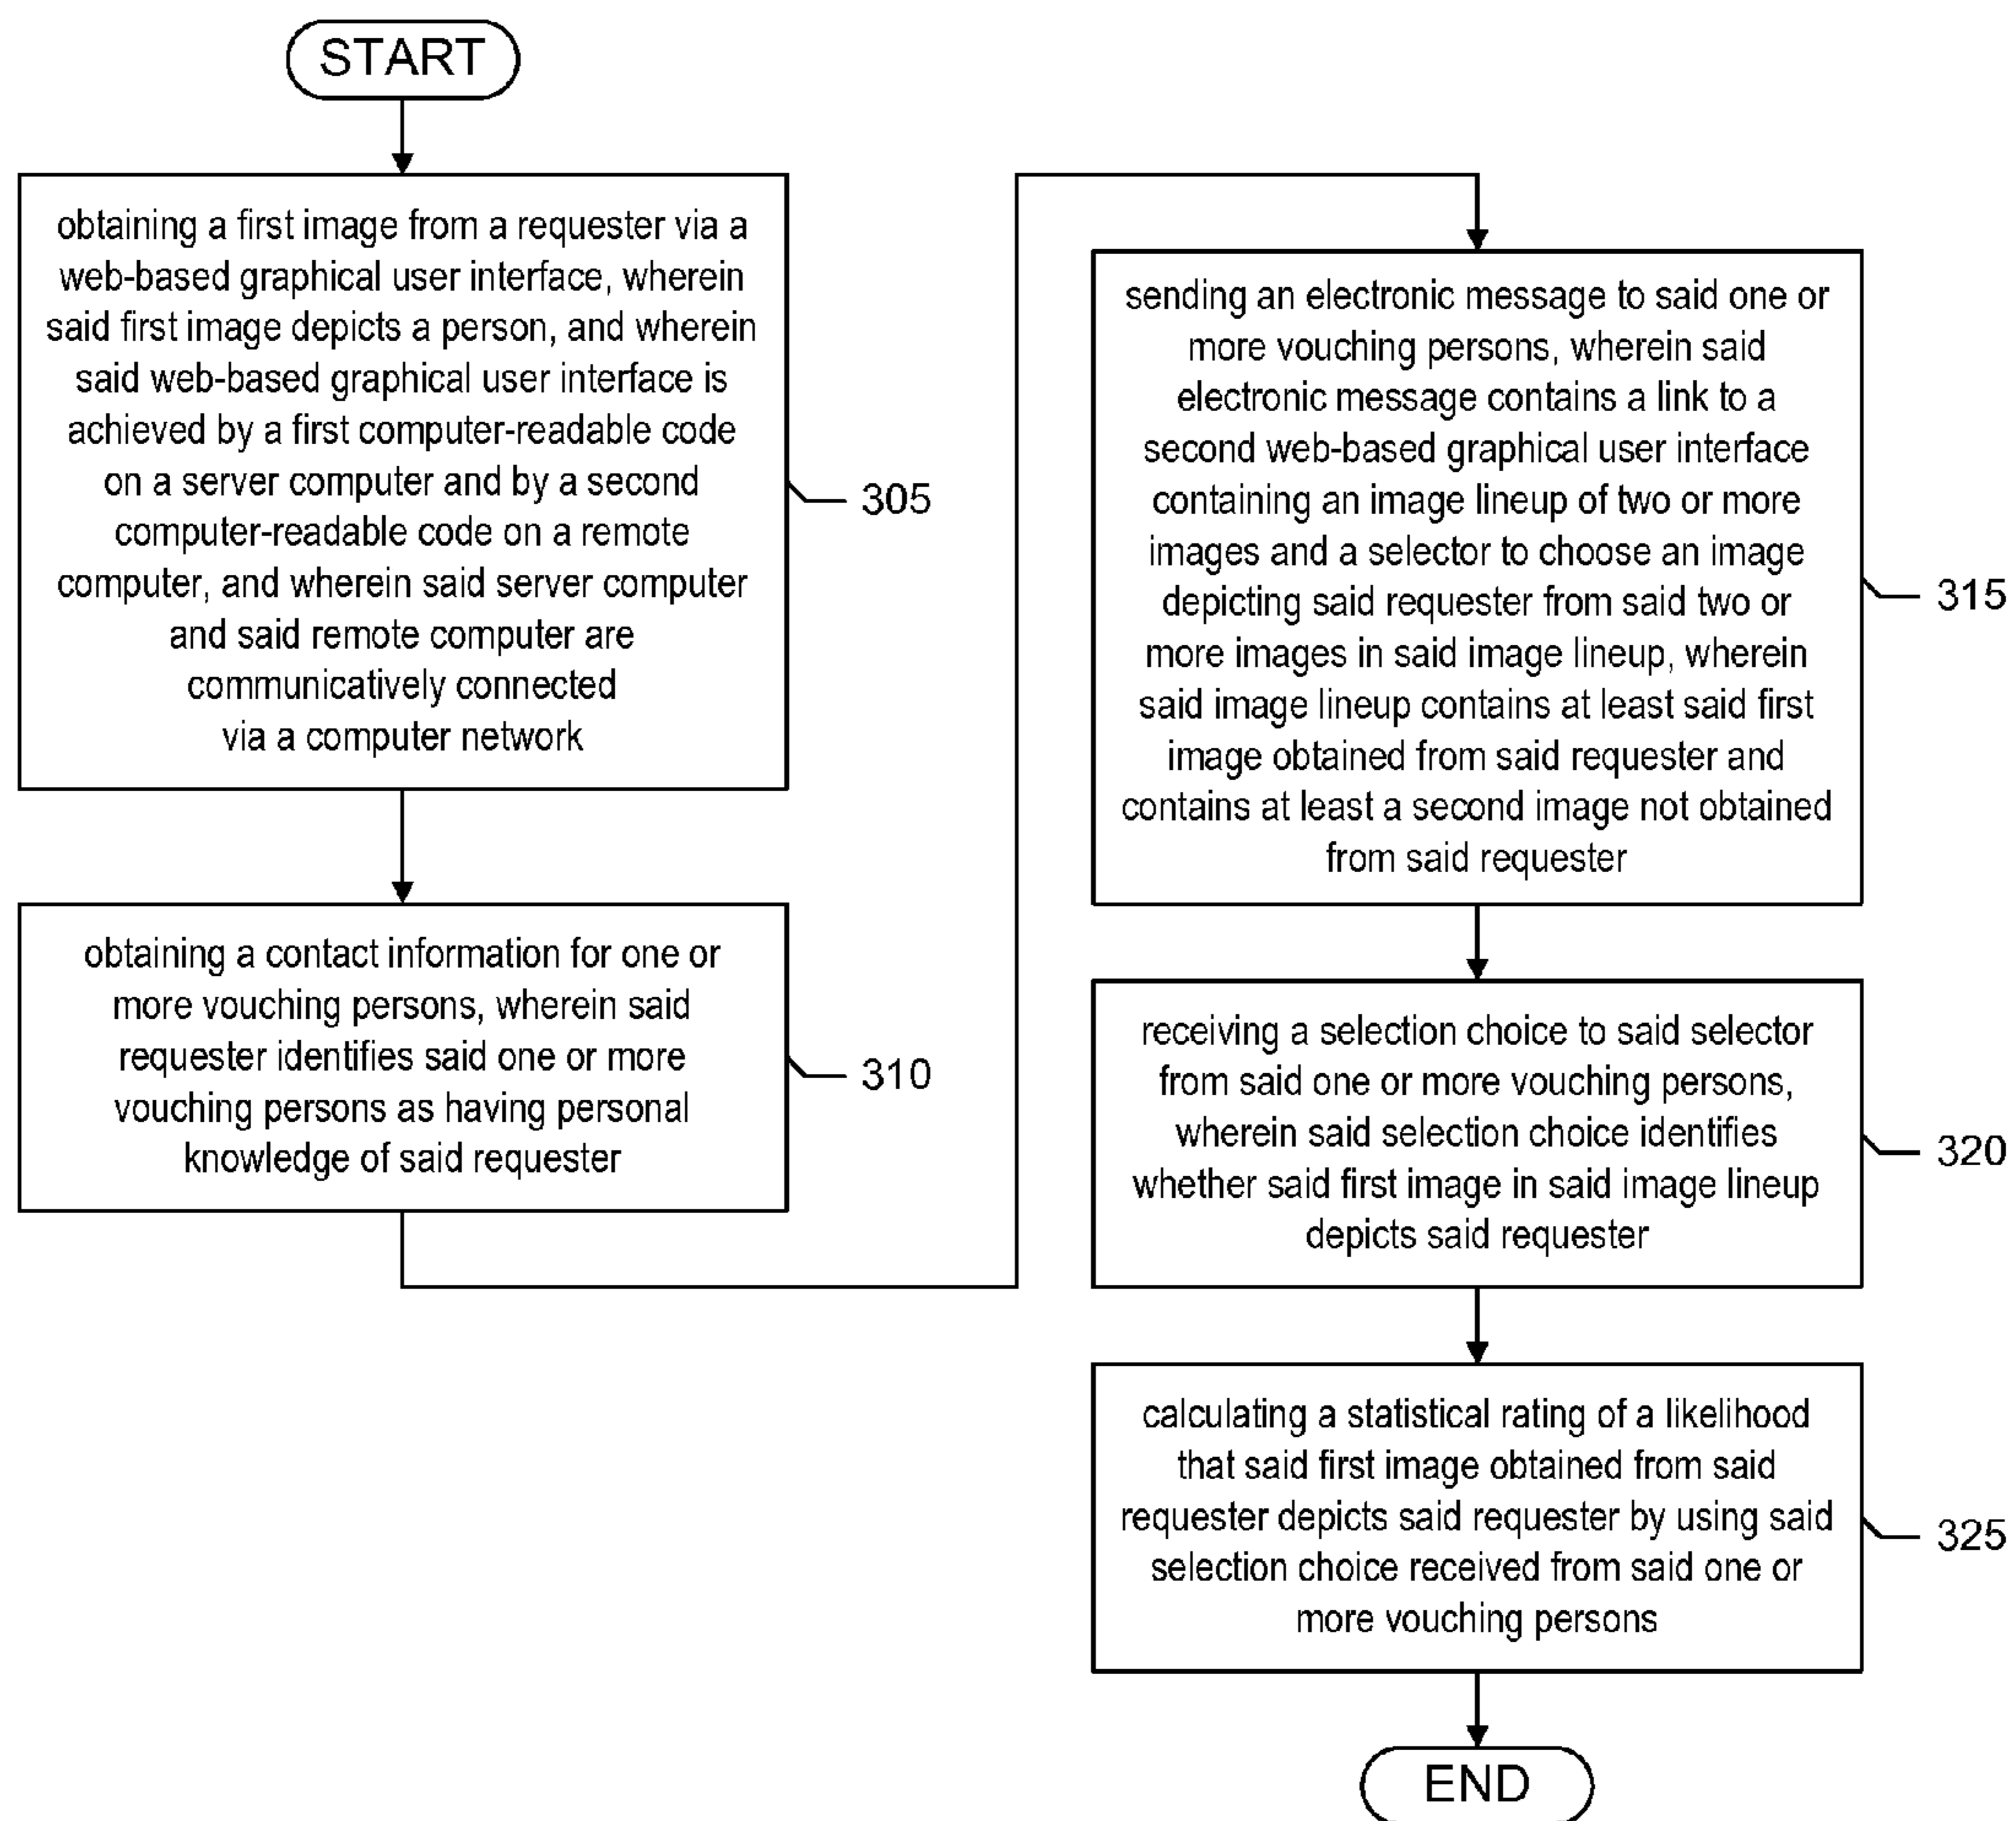 START
obtaining a first image from a requester via a
web-based graphical user interface, wherein
said first image depicts a person, and wherein
said web-based graphical user interface is
achieved by a first computer-readable code
on a server computer and by a second
computer-readable code on a remote
computer, and wherein said server computer
and said remote computer are
communicatively connected
via a computer network
305
obtaining a contact information for one or
more vouching persons, wherein said
requester identifies said one or more
vouching persons as having personal
knowledge of said requester
310
sending an electronic message to said one or
more vouching persons, wherein said
electronic message contains a link to a
second web-based graphical user interface
containing an image lineup of two or more
images and a selector to choose an image
depicting said requester from said two or
more images in said image lineup, wherein
said image lineup contains at least said first
image obtained from said requester and
contains at least a second image not obtained
from said requester
315
receiving a selection choice to said selector
from said one or more vouching persons,
wherein said selection choice identifies
whether said first image in said image lineup
depicts said requester
320
calculating a statistical rating of a likelihood
that said first image obtained from said
requester depicts said requester by using said
selection choice received from said one or
more vouching persons
325
END